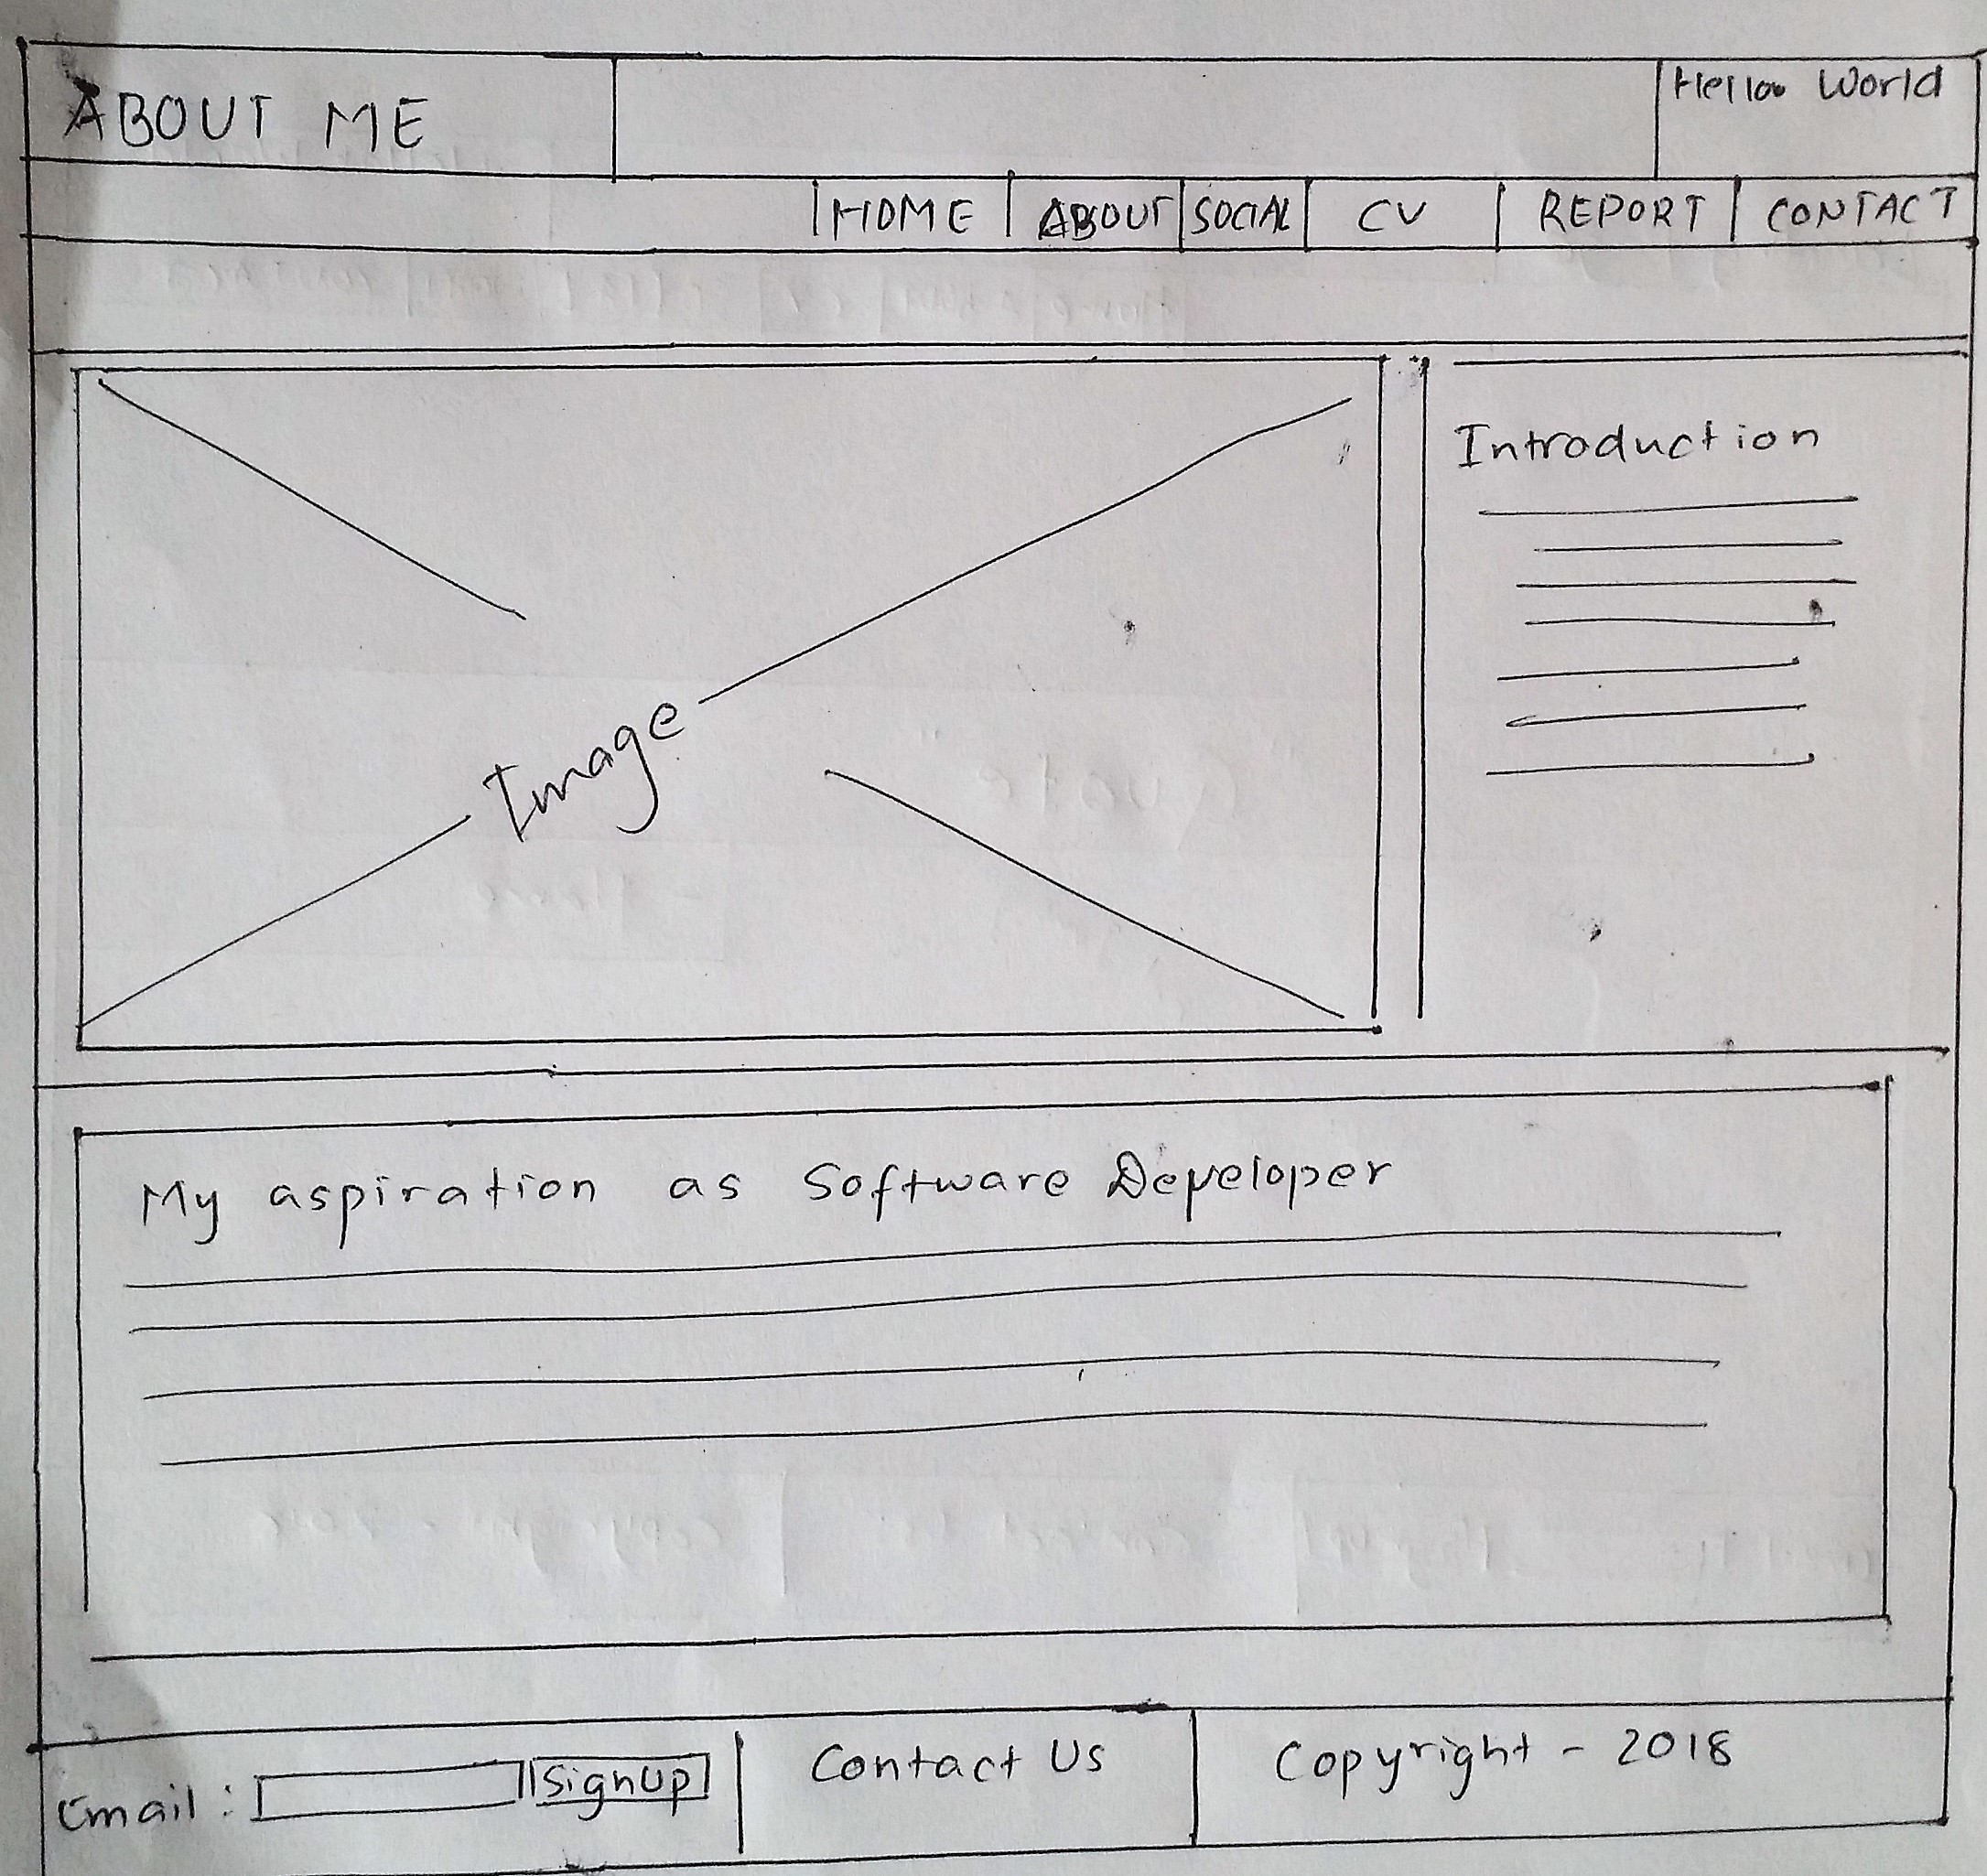 ABOUT ME
Hello World
HOME ABOUT SOCIAL CV REPORT CONTACT
Introduction
Image
My aspiration as Software Developer
Email: SignUp
Contact Us
Copyright - 2018